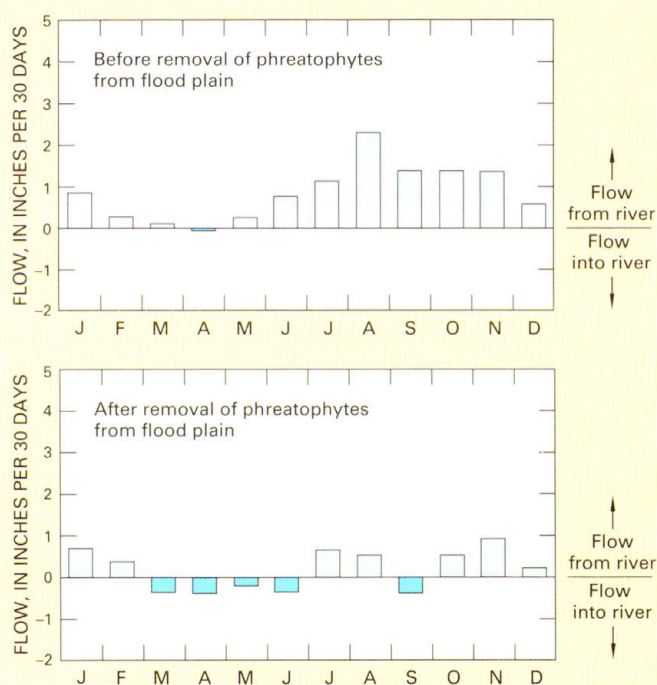 5
4
3
2
1
0
−1
−2
FLOW, IN INCHES PER 30 DAYS
Before removal of phreatophytes
from flood plain
J F M A M J J A S O N D
Flow
from river
Flow
into river
5
4
3
2
1
0
−1
−2
FLOW, IN INCHES PER 30 DAYS
After removal of phreatophytes
from flood plain
J F M A M J J A S O N D
Flow
from river
Flow
into river